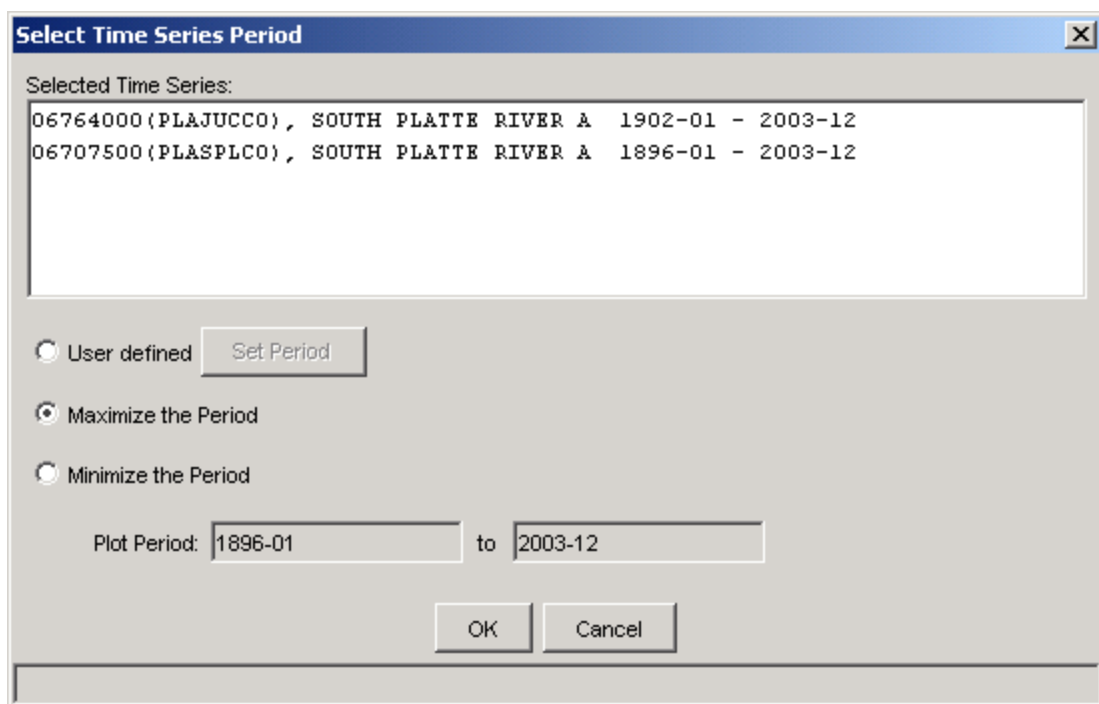 Select Time Series Period
Selected Time Series:
06764000(PLAJUCCO), SOUTH PLATTE RIVER A  1902-01 - 2003-12
06707500(PLASPLCO), SOUTH PLATTE RIVER A  1896-01 - 2003-12
User defined Set Period
Maximize the Period
Minimize the Period
Plot Period: 1896-01 to 2003-12
OK Cancel